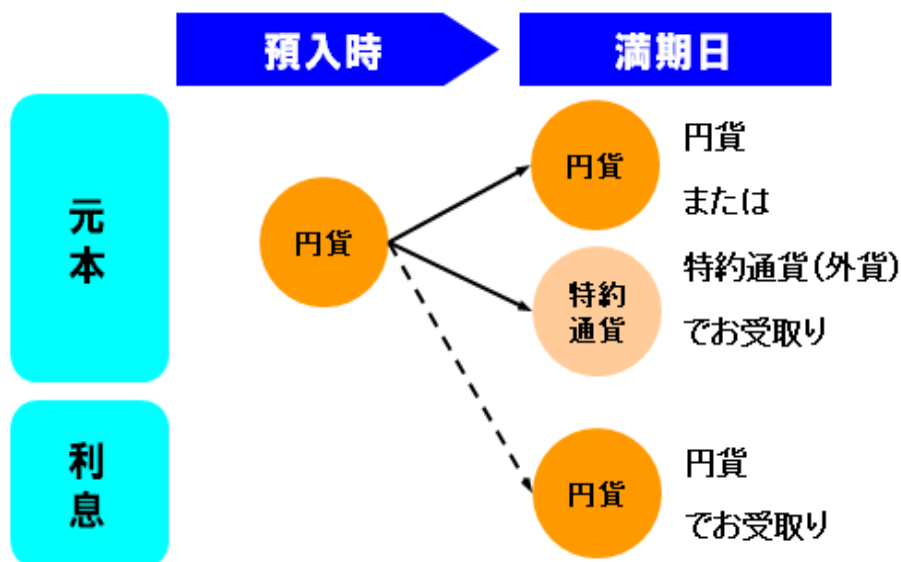 預入時
満期日
元
本
円貨
円貨
円貨
または
特約
通貨
特約通貨(外貨)
でお受取り
利
息
円貨
円貨
でお受取り